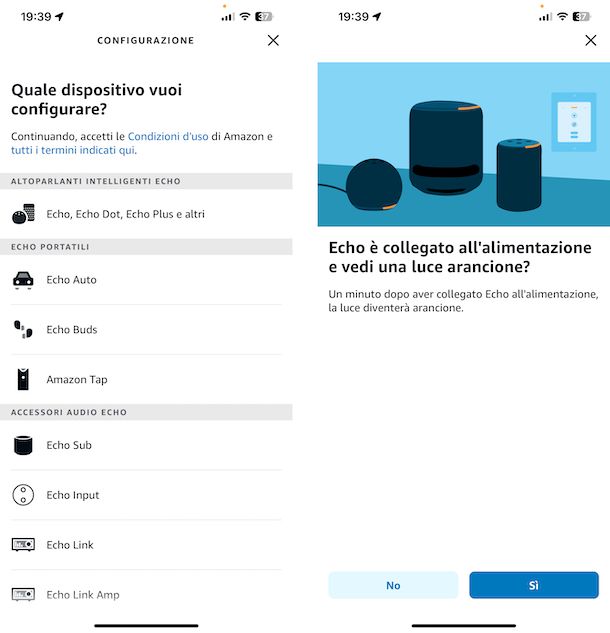 19:39
37
CONFIGURAZIONE
Quale dispositivo vuoi
configurare?
Continuando, accetti le Condizioni d'uso di Amazon e
tutti i termini indicati qui.
ALTOPARLANTI INTELLIGENTI ECHO
Echo, Echo Dot, Echo Plus e altri
ECHO PORTATILI
Echo Auto
Echo Buds
Amazon Tap
ACCESSORI AUDIO ECHO
Echo Sub
Echo Input
Echo Link
Echo Link Amp
19:39
37
Echo è collegato all'alimentazione
e vedi una luce arancione?
Un minuto dopo aver collegato Echo all'alimentazione,
la luce diventerà arancione.
No
Sì